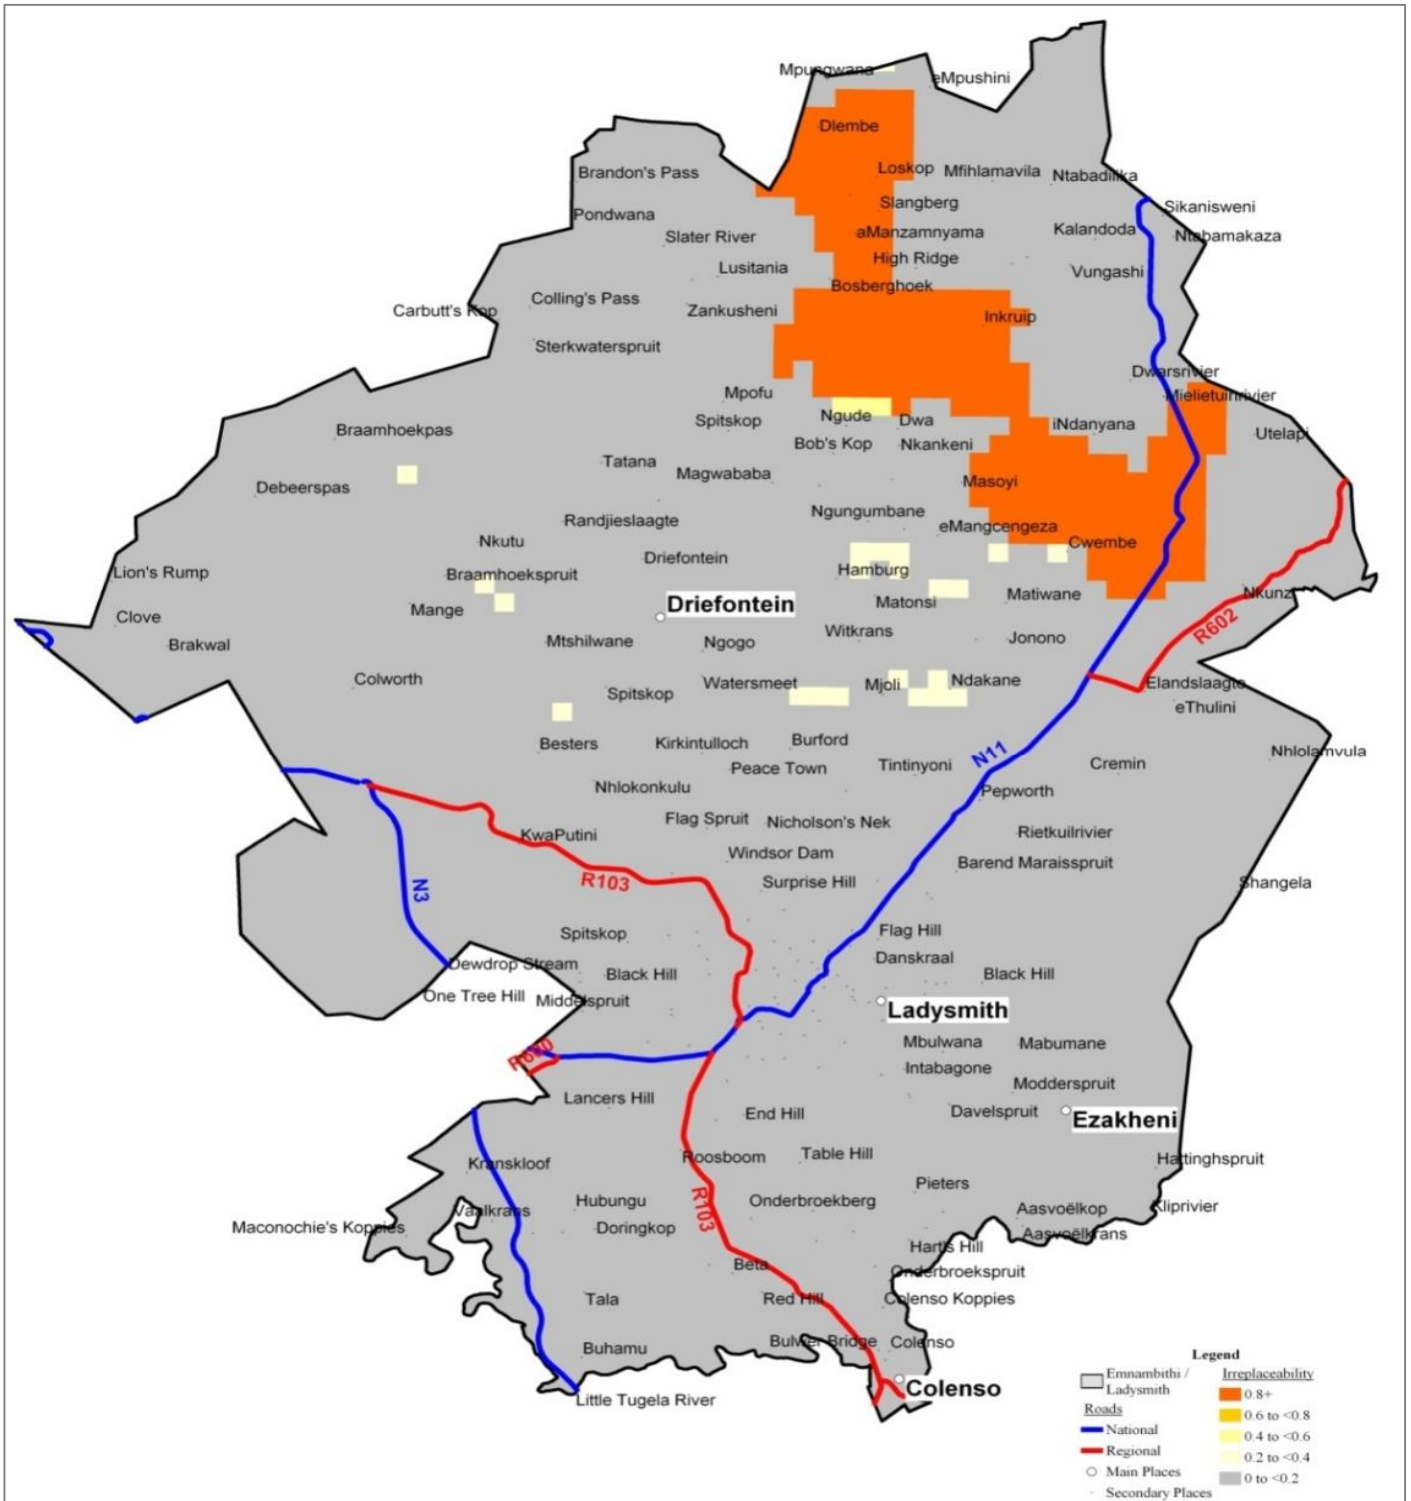 Mpungwana
eMpushini
Dlembe
Brandon's Pass
Loskop
Mfihlamavila
Ntabadilika
Pondwana
Slangberg
Sikanisweni
Slater River
aManzamnyama
Kalandoda
Ntabamakaza
Lusitania
High Ridge
Vungashi
Bosberghoek
Carbutt's Kop
Colling's Pass
Zankusheni
Inkruip
Sterkwaterspruit
Dwarsrivier
Mpofu
Mielietuinrivier
Braamhoekpas
Spitskop
Ngude
Dwa
iNdanyana
Utelapi
Bob's Kop
Nkankeni
Tatana
Magwababa
Masoyi
Debeerspas
Randjieslaagte
Ngungumbane
eMangcengeza
Nkutu
Cwembe
Driefontein
Lion's Rump
Braamhoekspruit
Hamburg
Clove
Mange
Driefontein
Matonsi
Matiwane
Nkunzi
R602
Brakwal
Mtshilwane
Ngogo
Witkrans
Jonono
Colworth
Spitskop
Watersmeet
Mjoli
Ndakane
Elandslaagte
eThulini
Besters
Kirkintulloch
Burford
N11
Nhlolamvula
Peace Town
Tintinyoni
Cremin
Nhlokonkulu
Pepworth
Flag Spruit
Nicholson's Nek
Rietkuilrivier
KwaPutini
Windsor Dam
Barend Maraisspruit
R103
Surprise Hill
Shangela
N3
Spitskop
Flag Hill
Dewdrop Stream
Black Hill
Danskraal
Black Hill
One Tree Hill
Middelspruit
Ladysmith
Mbulwana
Mabumane
Intabagone
Modderspruit
Lancers Hill
End Hill
Davelspruit
Ezakheni
Kranskloof
Roosboom
Table Hill
Hattinghspruit
Pieters
Vaalkrans
Hubungu
R103
Onderbroekberg
Aasvoëlkop
Kliprivier
Maconochie's Koppies
Doringkop
Aasvoëlkrans
Hart's Hill
Beta
Onderbroekspruit
Tala
Red Hill
Colenso Koppies
Buhamu
Bulwer Bridge
Colenso
Little Tugela River
Colenso
Legend
Emnambithi /
Ladysmith
Roads
National
Regional
Main Places
Secondary Places
Irreplaceability
0.8+
0.6 to <0.8
0.4 to <0.6
0.2 to <0.4
0 to <0.2